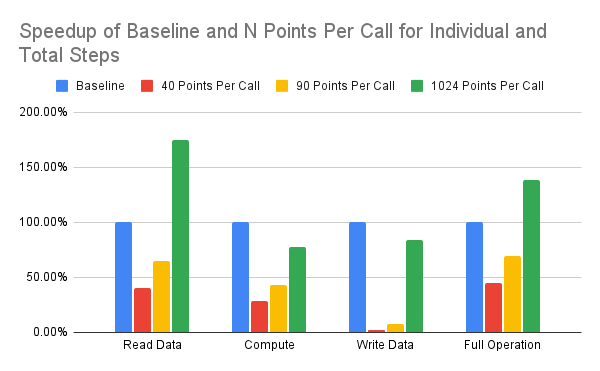 Speedup of Baseline and N Points Per Call for Individual and
Total Steps
Baseline 40 Points Per Call 90 Points Per Call 1024 Points Per Call
200.00%
150.00%
100.00%
50.00%
0.00%
Read Data Compute Write Data Full Operation